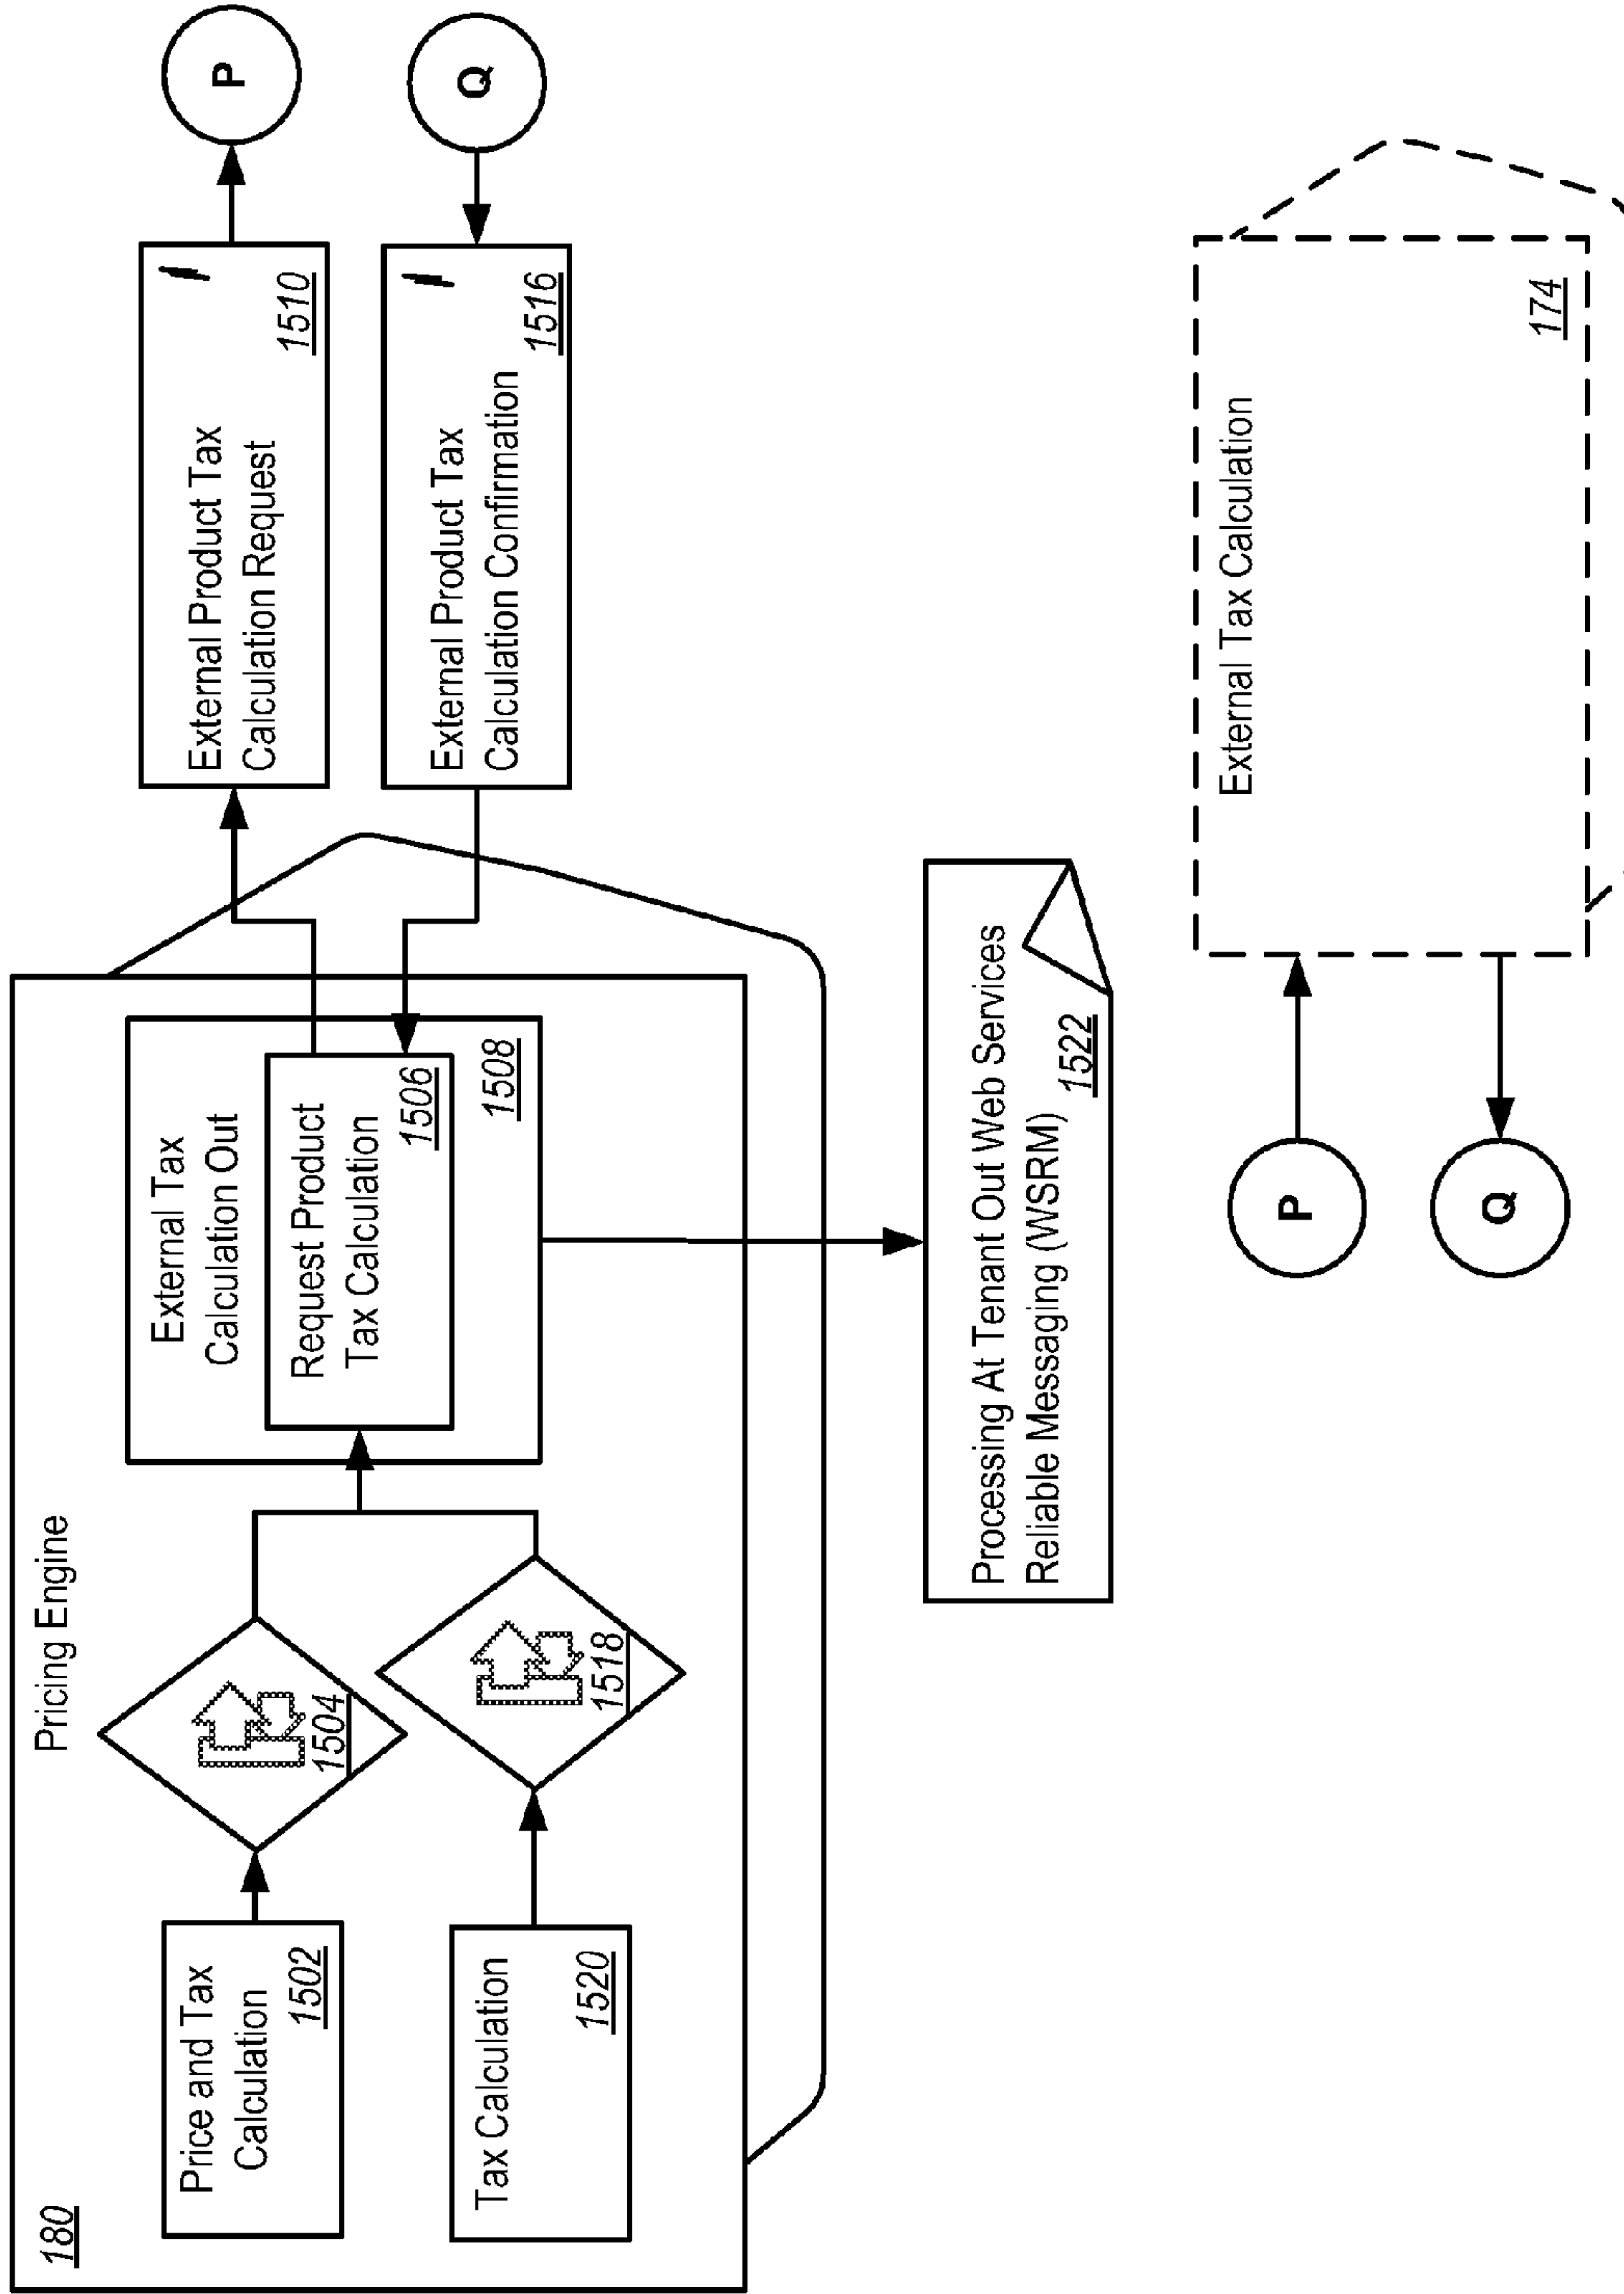 180
Pricing Engine
Price and Tax
Calculation
1502
1504
Tax Calculation
1520
1518
External Tax
Calculation Out
Request Product
Tax Calculation
1506
1508
External Product Tax
Calculation Request
1510
P
External Product Tax
Calculation Confirmation
1516
Q
Processing At Tenant Out Web Services
Reliable Messaging (WSRM)
1522
P
Q
External Tax Calculation
174